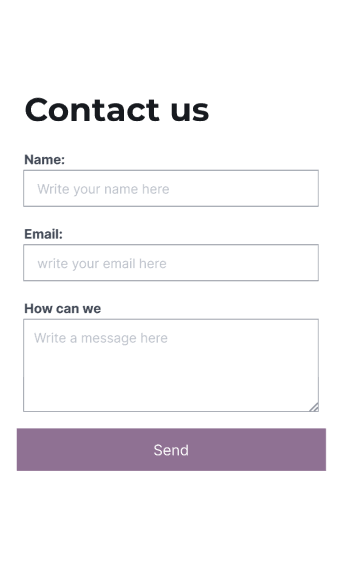 Contact us
Name:
Write your name here
Email:
write your email here
How can we
Write a message here
Send